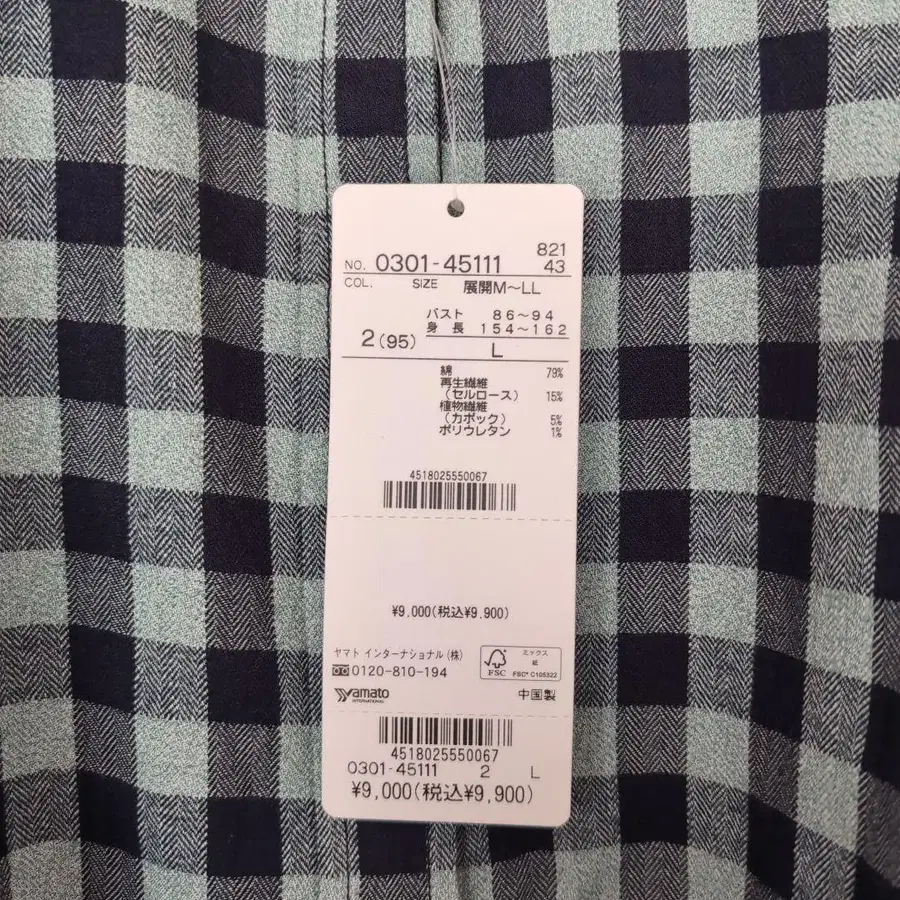 821
NO. 0301-45111 43
COL. SIZE 展開M〜LL
バスト 86〜94
2(95) 身長 154〜162
L
綿 79%
再生繊維
(セルロース) 15%
植物繊維
(カポック) 5%
ポリウレタン 1%
4518025550067
¥9,000(税込¥9,900)
ヤマト インターナショナル(株)
0120-810-194
FSC
ミックス
紙
FSC® C105322
yamato
INTERNATIONAL
中国製
4518025550067
0301-45111 2 L
¥9,000(税込¥9,900)